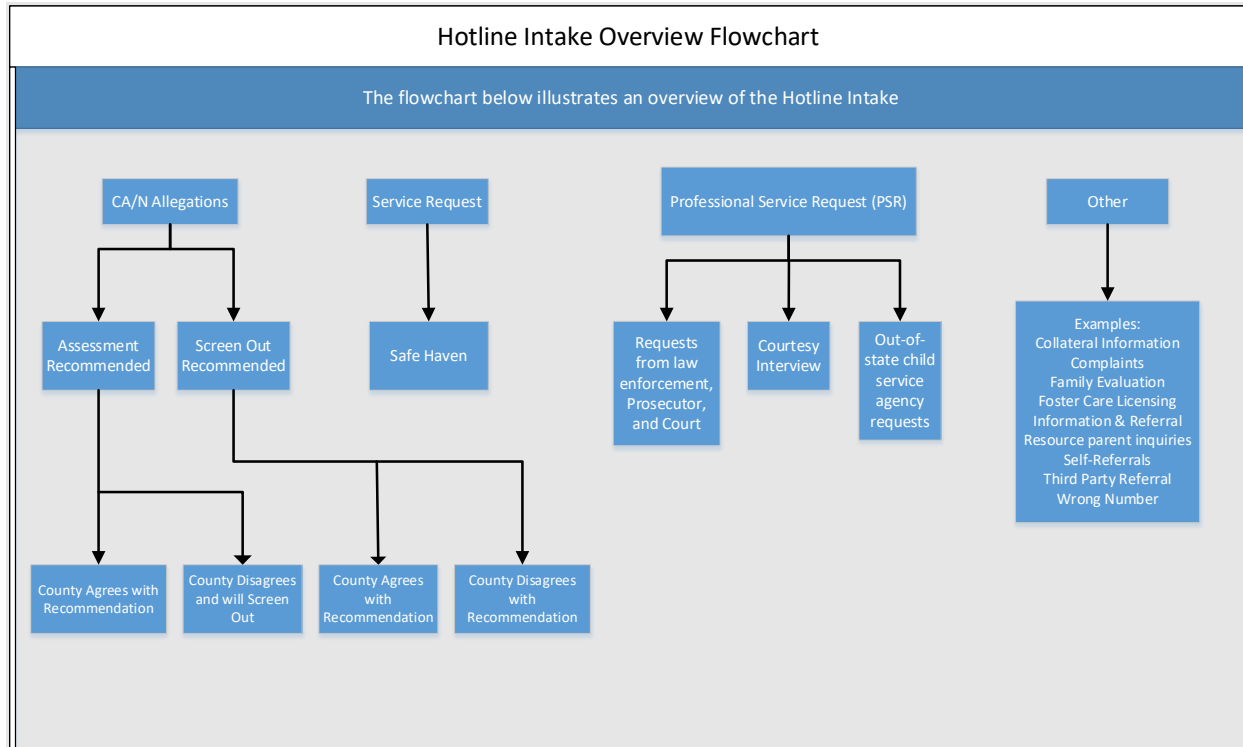 Hotline Intake Overview Flowchart
The flowchart below illustrates an overview of the Hotline Intake
CA/N Allegations
Service Request
Professional Service Request (PSR)
Other
Assessment
Recommended
Screen Out
Recommended
Safe Haven
Requests
from law
enforcement,
Prosecutor,
and Court
Courtesy
Interview
Out-of-
state child
service
agency
requests
Examples:
Collateral Information
Complaints
Family Evaluation
Foster Care Licensing
Information & Referral
Resource parent inquiries
Self-Referrals
Third Party Referral
Wrong Number
County Agrees with
Recommendation
County Disagrees
and will Screen
Out
County Agrees
with
Recommendation
County Disagrees
with
Recommendation